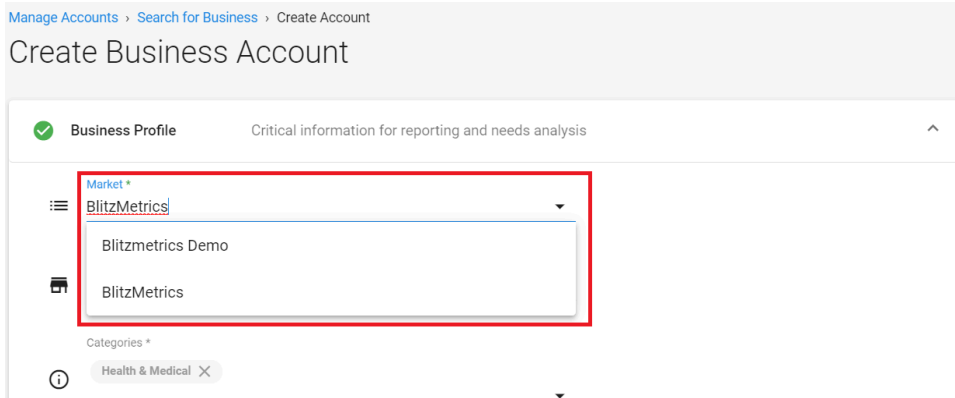 Manage Accounts › Search for Business › Create Account
Create Business Account
Business Profile Critical information for reporting and needs analysis
Market *
BlitzMetrics
Blitzmetrics Demo
BlitzMetrics
Categories *
Health & Medical